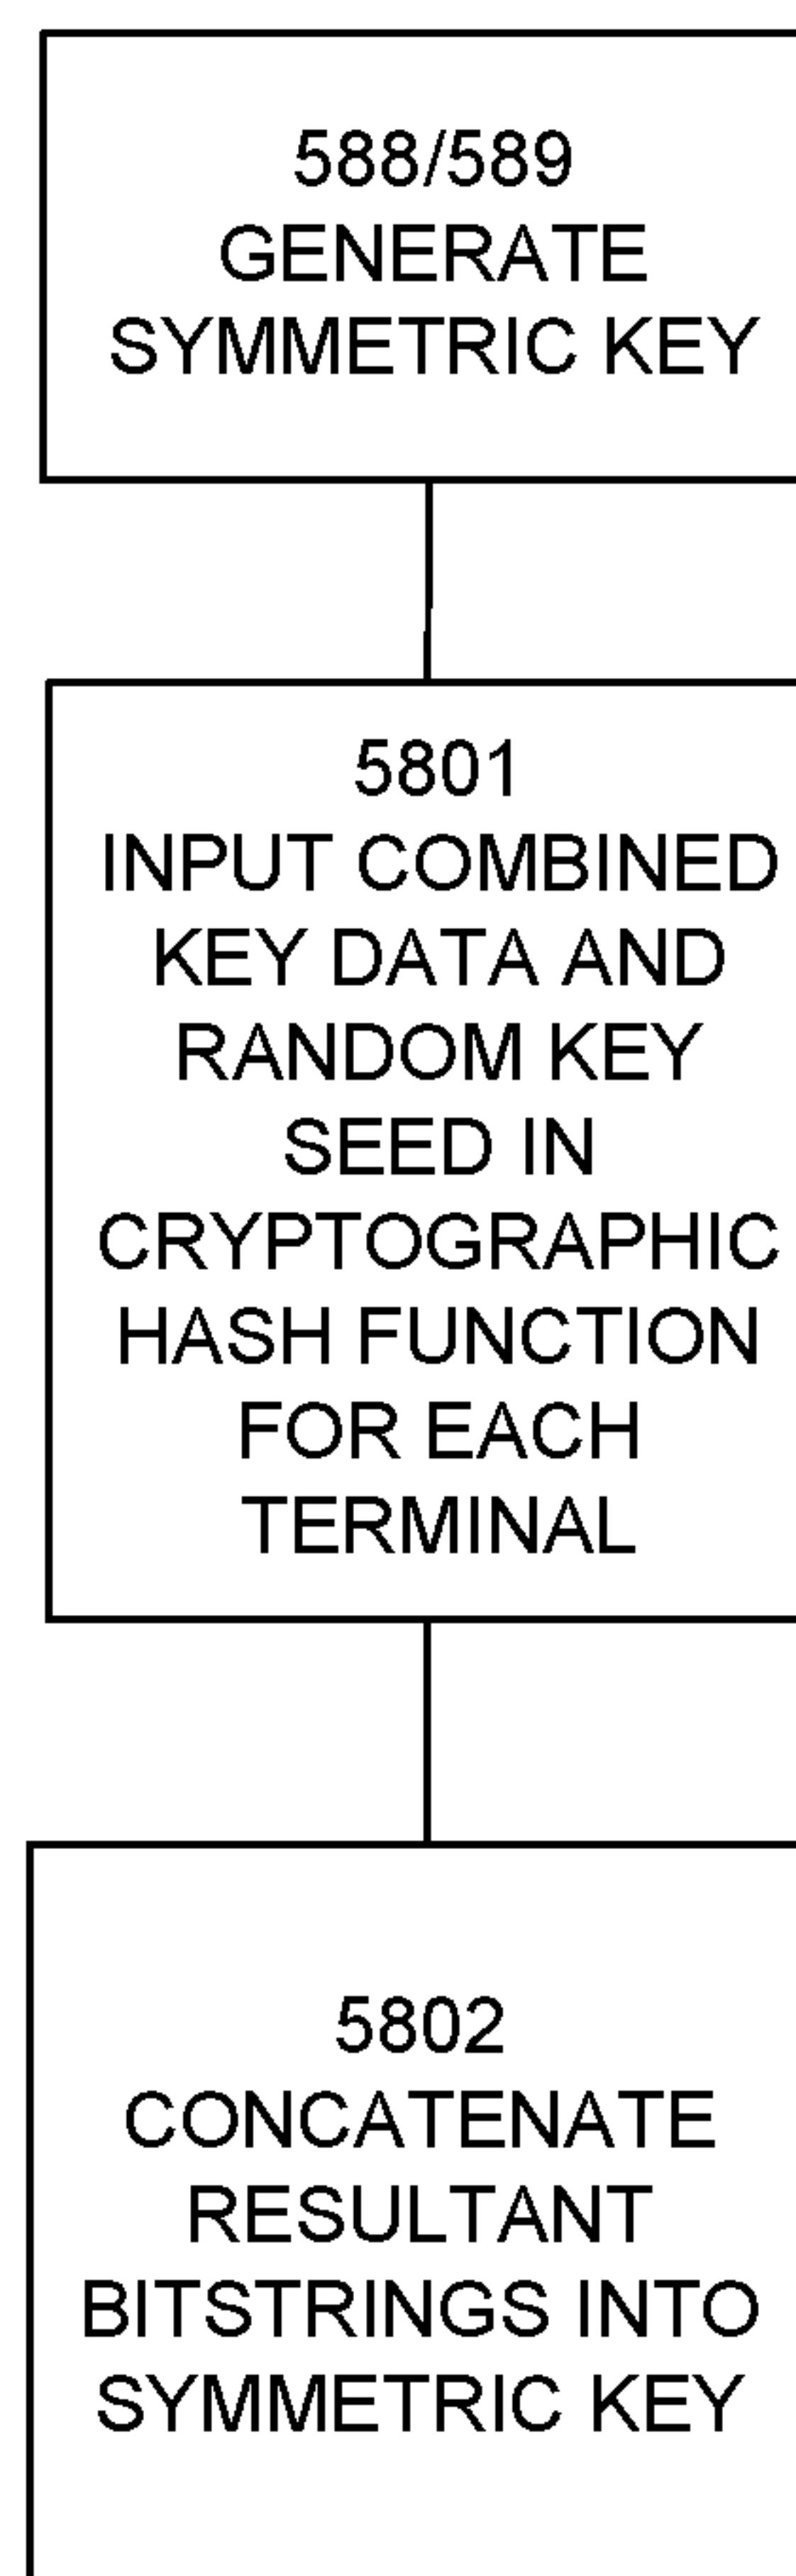 588/589
GENERATE
SYMMETRIC KEY
5801
INPUT COMBINED
KEY DATA AND
RANDOM KEY
SEED IN
CRYPTOGRAPHIC
HASH FUNCTION
FOR EACH
TERMINAL
5802
CONCATENATE
RESULTANT
BITSTRINGS INTO
SYMMETRIC KEY